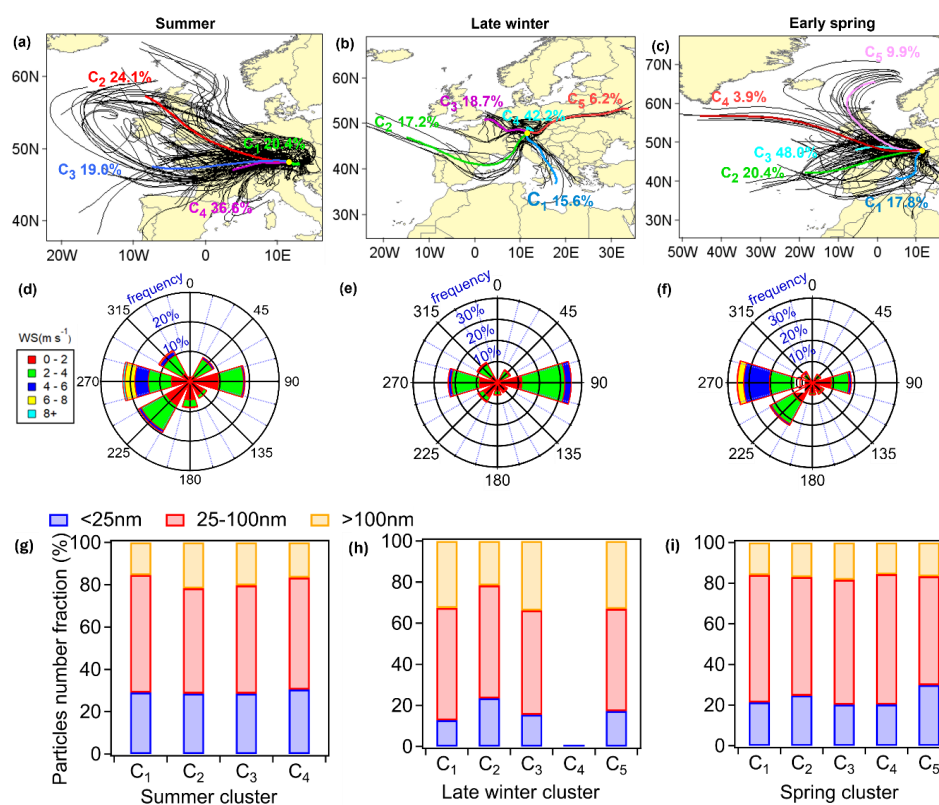 Summer
Late winter
Early spring
(a)
65N
60N
55N
50N
45N
40N
20W
10W
0E
10E
C2 24.1%
C1 20.4%
C3 19.0%
C4 36.6%
(b)
60N
50N
40N
30N
20W
10W
0E
10E
20E
30E
C3 18.7%
C5 6.2%
42.2%
C2 17.2%
C1 15.6%
(c)
70N
60N
50N
40N
30N
50W
40W
30W
20W
10W
0E
10E
C5 9.9%
C4 3.9%
C3 48.0%
C2 20.4%
C1 17.8%
(d)
WS(m s-1)
0 - 2
2 - 4
4 - 6
6 - 8
8+
frequency
20%
10%
0
45
90
135
180
225
270
315
(e)
frequency
30%
20%
10%
0
45
90
135
180
225
270
315
(f)
frequency
30%
20%
10%
0
45
90
135
180
225
270
315
<25nm
25-100nm
>100nm
(g)
Particles number fraction (%)
100
80
60
40
20
0
C1
C2
C3
C4
Summer cluster
(h)
100
80
60
40
20
0
C1
C2
C3
C4
C5
Late winter cluster
(i)
100
80
60
40
20
0
C1
C2
C3
C4
C5
Spring cluster